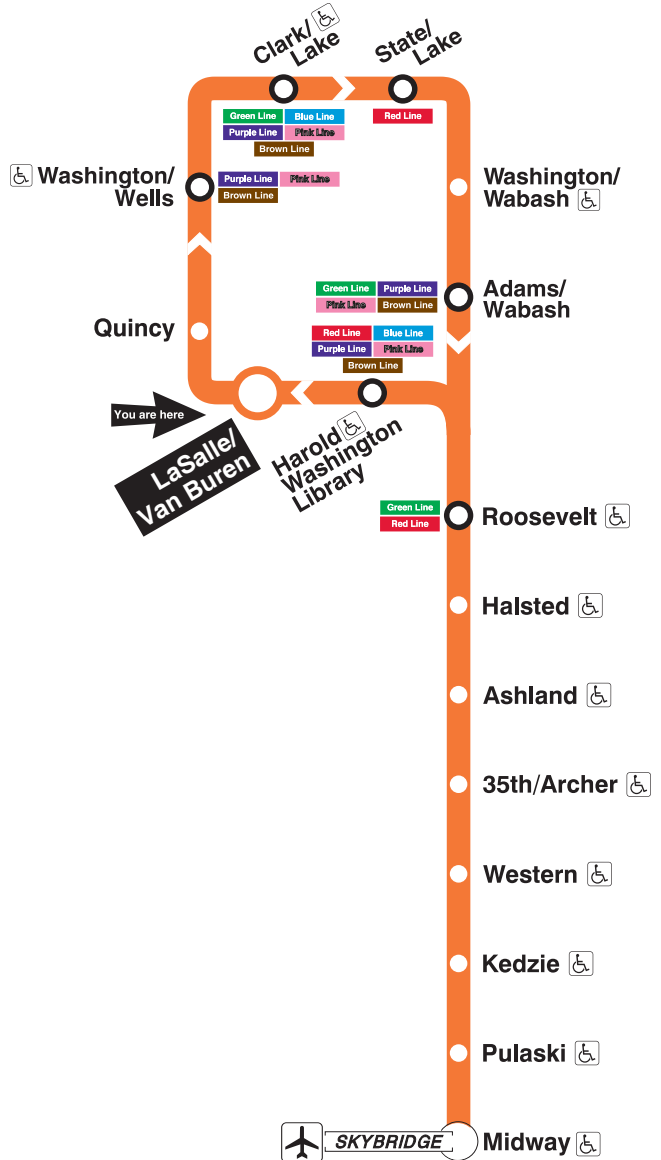 Clark/
Lake
State/
Lake
Green Line
Blue Line
Purple Line
Pink Line
Brown Line
Red Line
Washington/
Wells
Purple Line
Pink Line
Brown Line
Washington/
Wabash
Green Line
Purple Line
Pink Line
Brown Line
Adams/
Wabash
Quincy
Red Line
Blue Line
Purple Line
Pink Line
Brown Line
You are here
LaSalle/
Van Buren
Harold
Washington
Library
Green Line
Red Line
Roosevelt
Halsted
Ashland
35th/Archer
Western
Kedzie
Pulaski
SKYBRIDGE
Midway